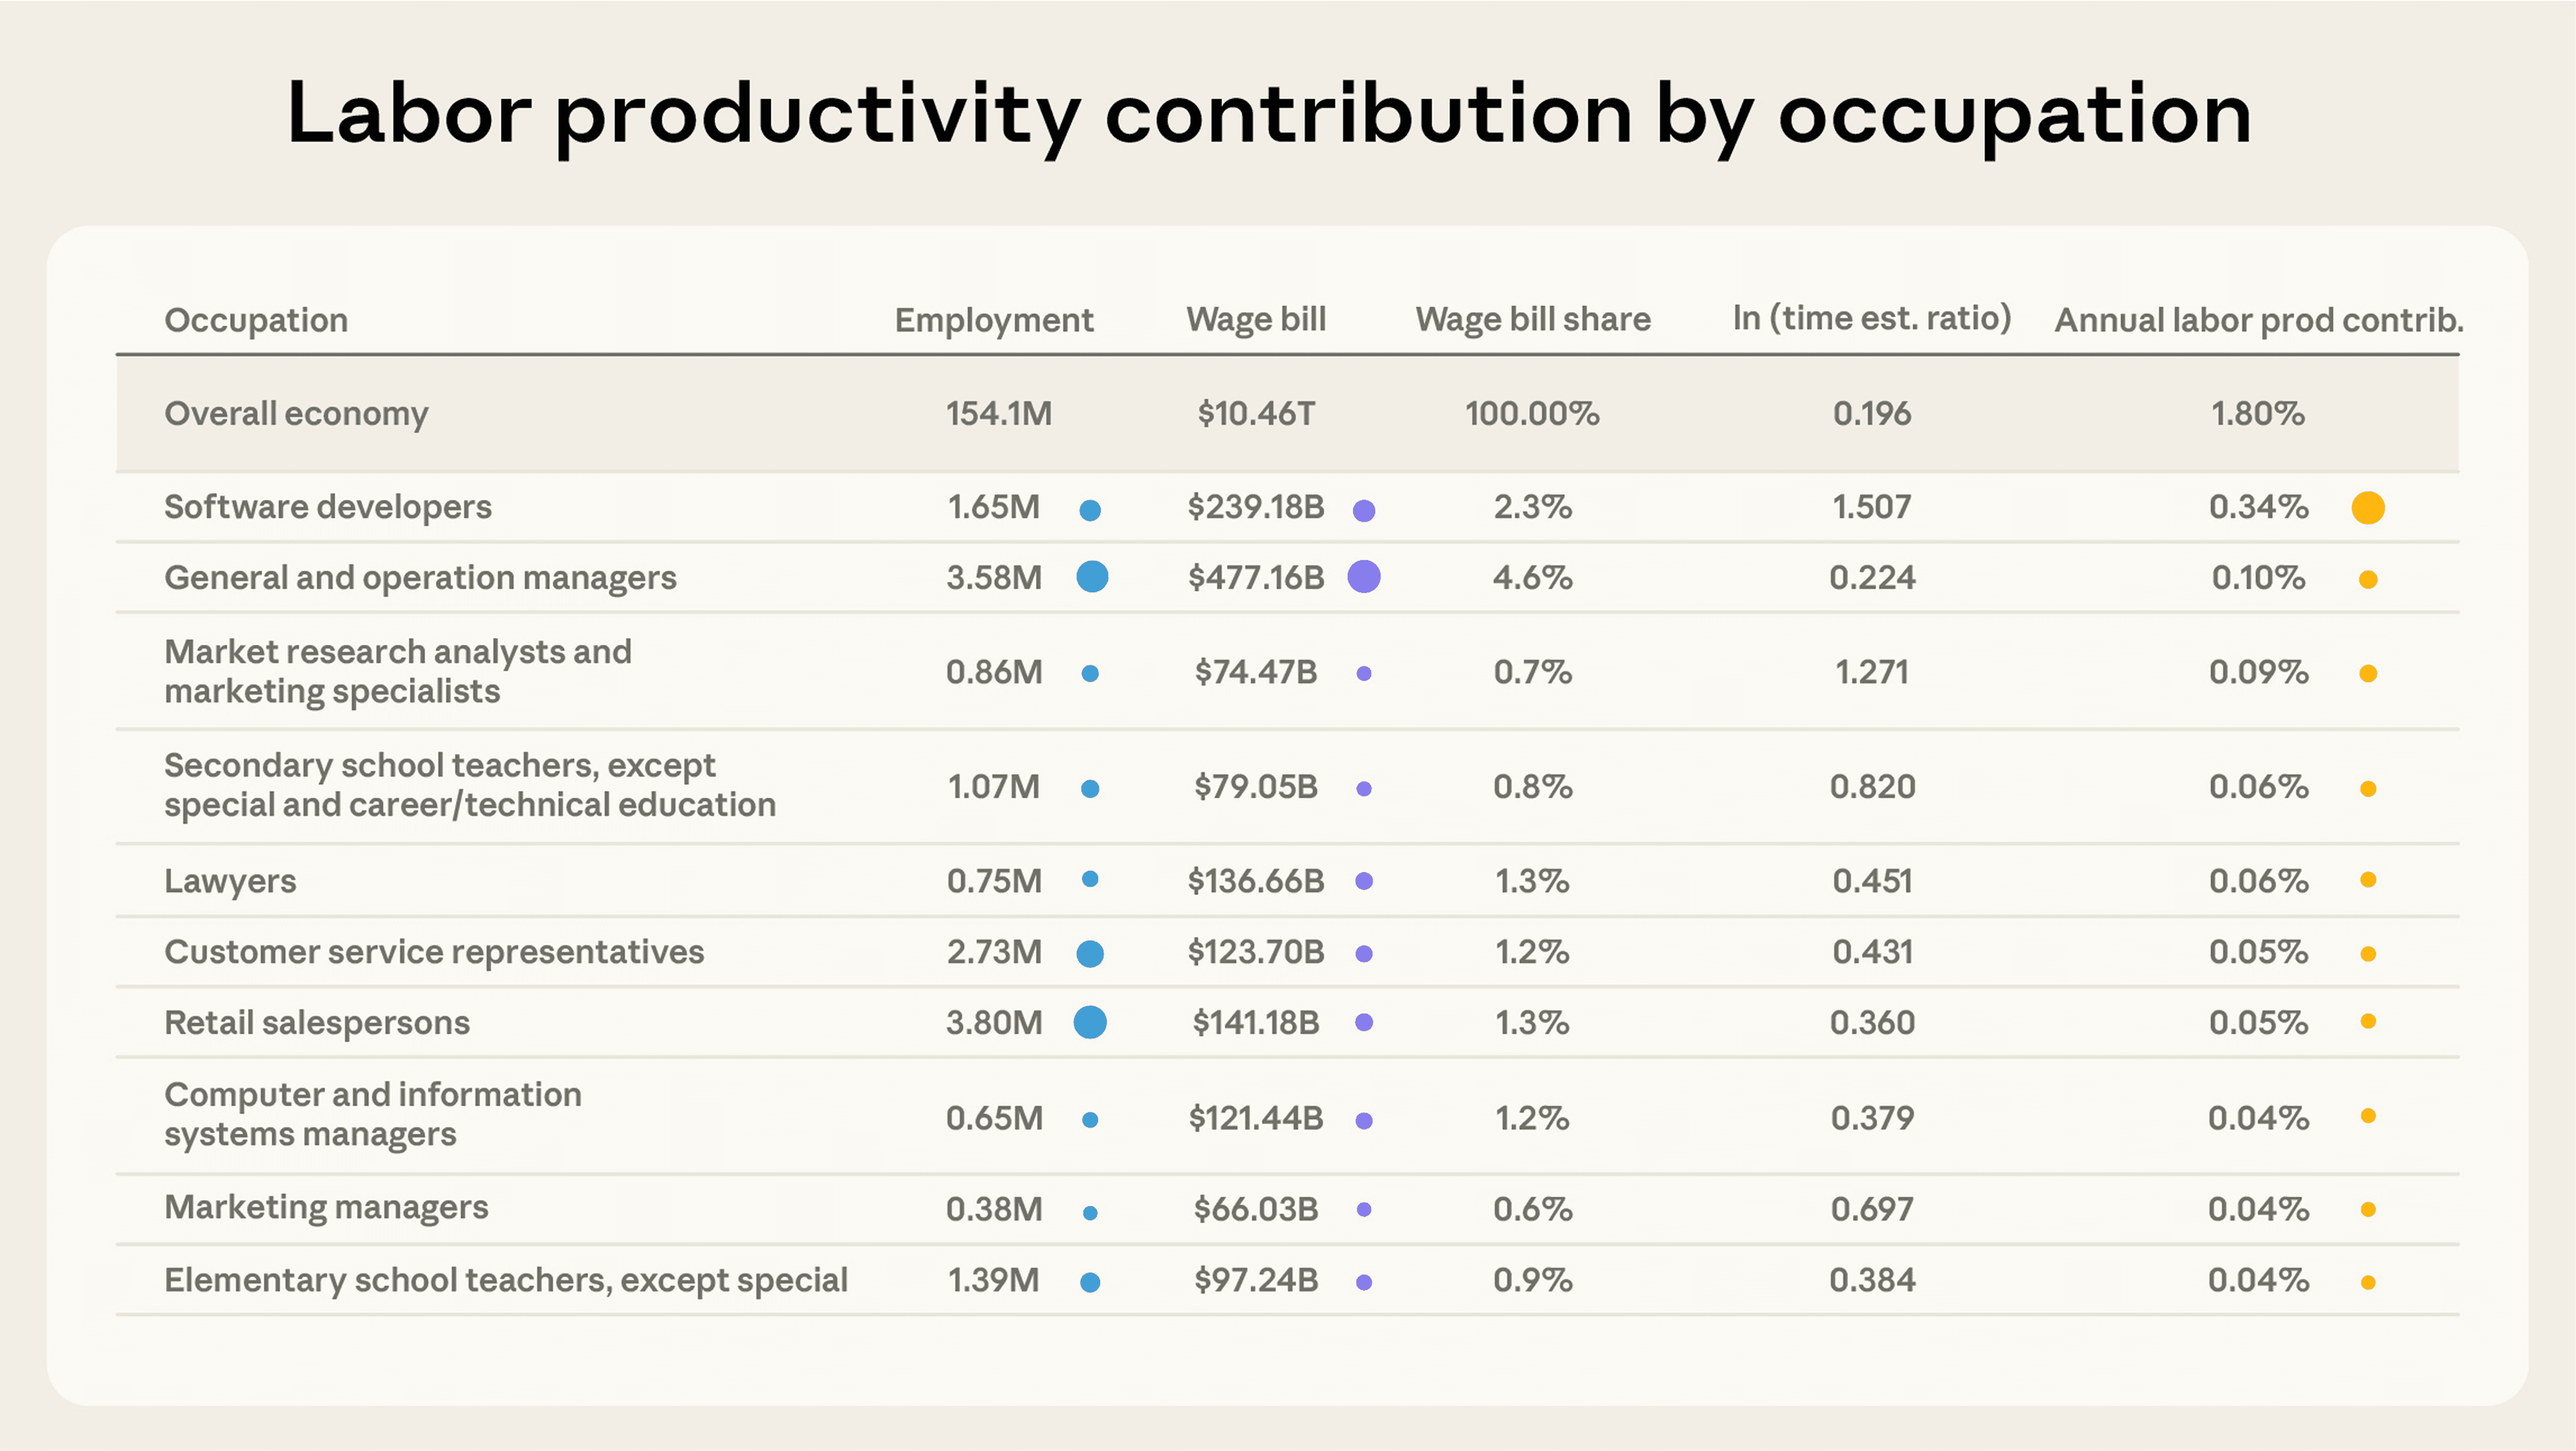 Labor productivity contribution by occupation
Occupation Employment Wage bill Wage bill share ln (time est. ratio) Annual labor prod contrib.
Overall economy 154.1M $10.46T 100.00% 0.196 1.80%
Software developers 1.65M $239.18B 2.3% 1.507 0.34%
General and operation managers 3.58M $477.16B 4.6% 0.224 0.10%
Market research analysts and
marketing specialists 0.86M $74.47B 0.7% 1.271 0.09%
Secondary school teachers, except
special and career/technical education 1.07M $79.05B 0.8% 0.820 0.06%
Lawyers 0.75M $136.66B 1.3% 0.451 0.06%
Customer service representatives 2.73M $123.70B 1.2% 0.431 0.05%
Retail salespersons 3.80M $141.18B 1.3% 0.360 0.05%
Computer and information
systems managers 0.65M $121.44B 1.2% 0.379 0.04%
Marketing managers 0.38M $66.03B 0.6% 0.697 0.04%
Elementary school teachers, except special 1.39M $97.24B 0.9% 0.384 0.04%